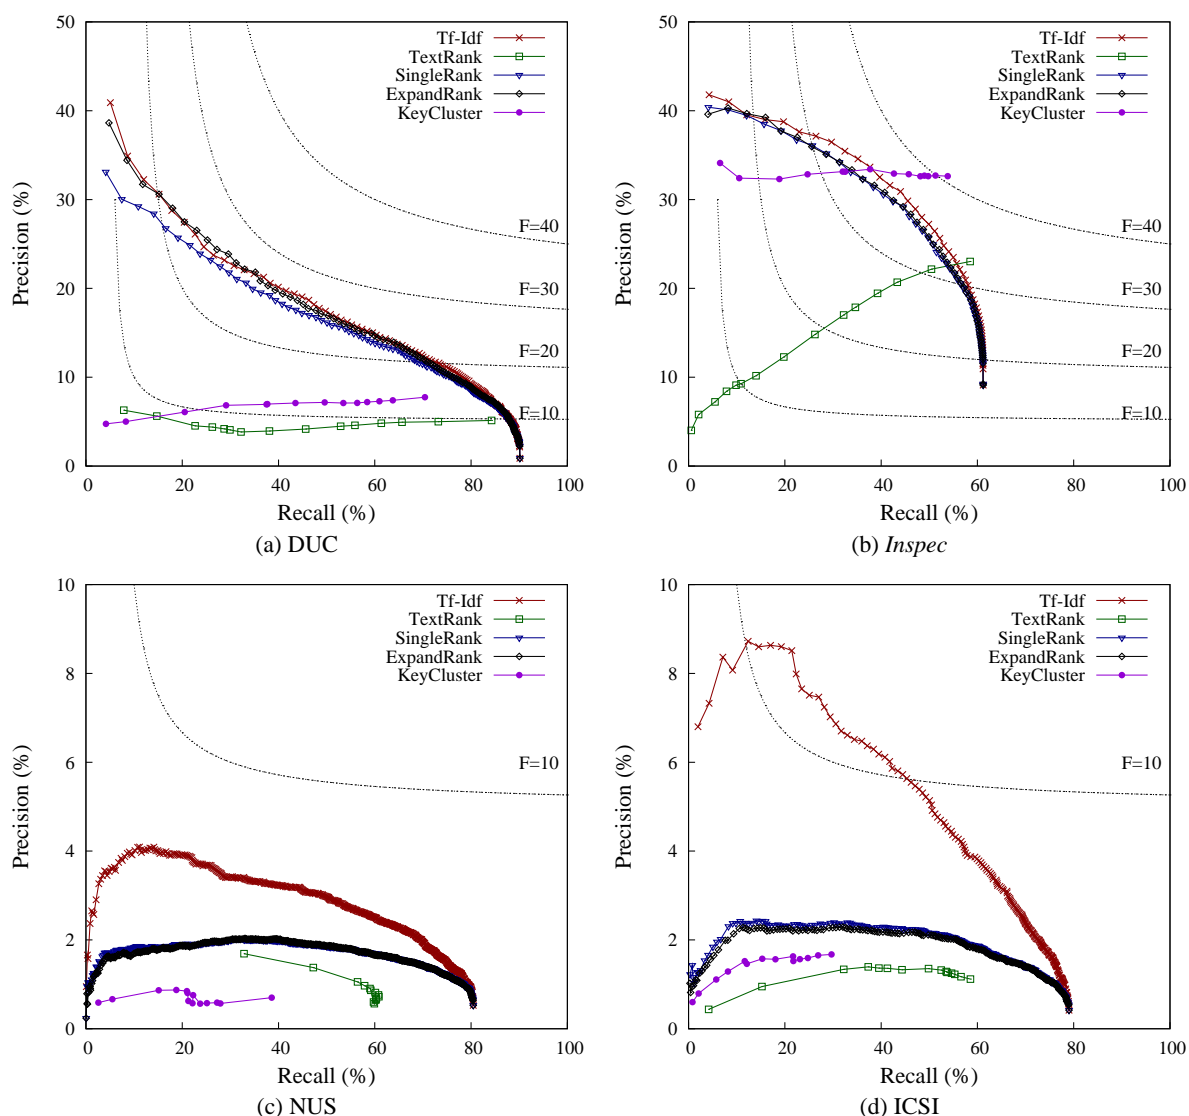 50
40
30
20
10
0
0 20 40 60 80 100
Precision (%)
Recall (%)
Tf-Idf
TextRank
SingleRank
ExpandRank
KeyCluster
F=40
F=30
F=20
F=10
(a) DUC
50
40
30
20
10
0
0 20 40 60 80 100
Precision (%)
Recall (%)
Tf-Idf
TextRank
SingleRank
ExpandRank
KeyCluster
F=40
F=30
F=20
F=10
(b) Inspec
10
8
6
4
2
0
0 20 40 60 80 100
Precision (%)
Recall (%)
Tf-Idf
TextRank
SingleRank
ExpandRank
KeyCluster
F=10
(c) NUS
10
8
6
4
2
0
0 20 40 60 80 100
Precision (%)
Recall (%)
Tf-Idf
TextRank
SingleRank
ExpandRank
KeyCluster
F=10
(d) ICSI